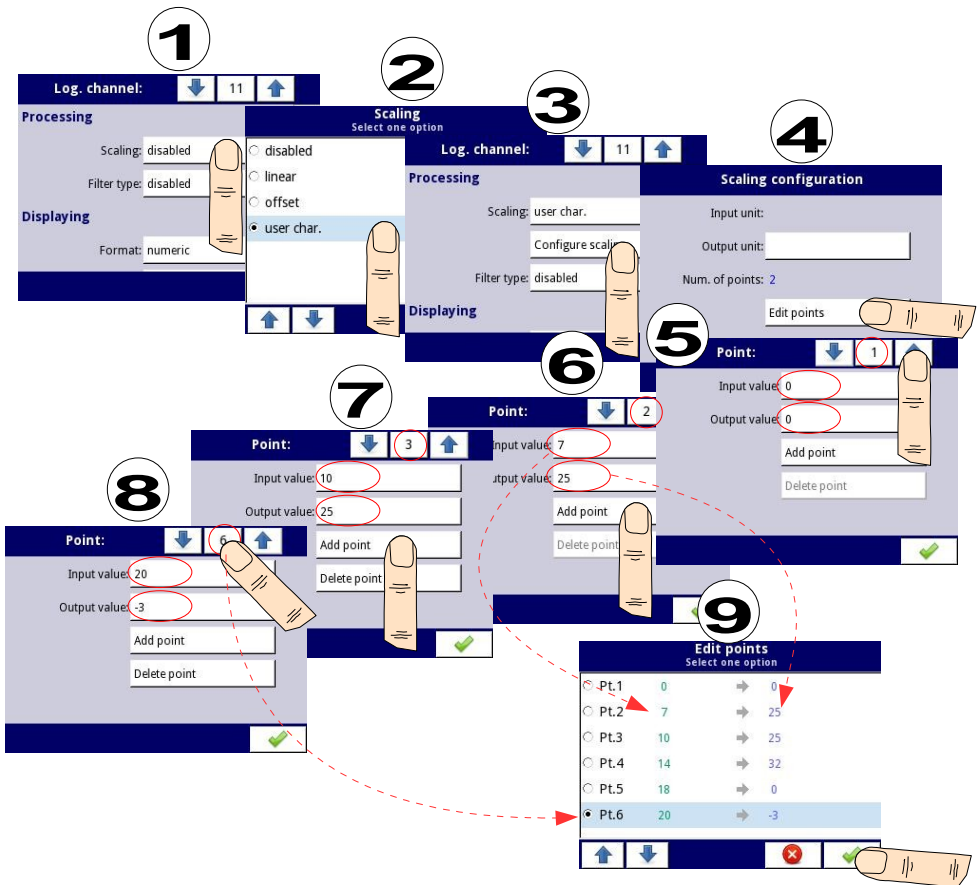 1
Log. channel: 11
Processing
Scaling: disabled
Filter type: disabled
Displaying
Format: numeric
2
Scaling
Select one option
disabled
linear
offset
user char.
3
Log. channel: 11
Processing
Scaling: user char.
Configure
Filter type: disabled
Displaying
4
Scaling configuration
Input unit:
Output unit:
Num. of points: 2
Edit points
5
Point: 1
Input value: 0
Output value: 0
Add point
Delete point
6
Point: 2
Input value: 7
25
Add point
Delete point
7
Point: 3
Input value: 10
Output value: 25
Add point
Delete point
8
Point: 6
Input value: 20
Output value: -3
Add point
Delete point
9
Edit points
Select one option
Pt.1 0 0
Pt.2 7 25
Pt.3 10 25
Pt.4 14 32
Pt.5 18 0
Pt.6 20 -3